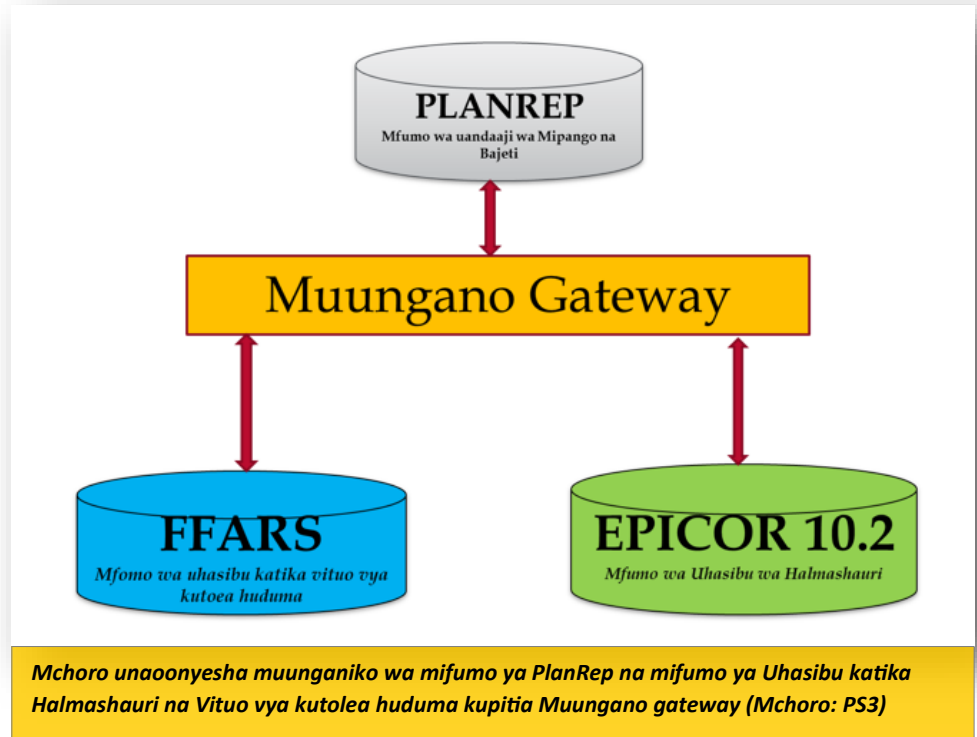 PLANREP
Mfumo wa uandaaji wa Mipango na
Bajeti
Muungano Gateway
FFARS
Mfomo wa uhasibu katika vituo vya
kutoea huduma
EPICOR 10.2
Mfumo wa Uhasibu wa Halmashauri
Mchoro unaoonyesha muunganiko wa mifumo ya PlanRep na mifumo ya Uhasibu katika
Halmashauri na Vituo vya kutolea huduma kupitia Muungano gateway (Mchoro: PS3)